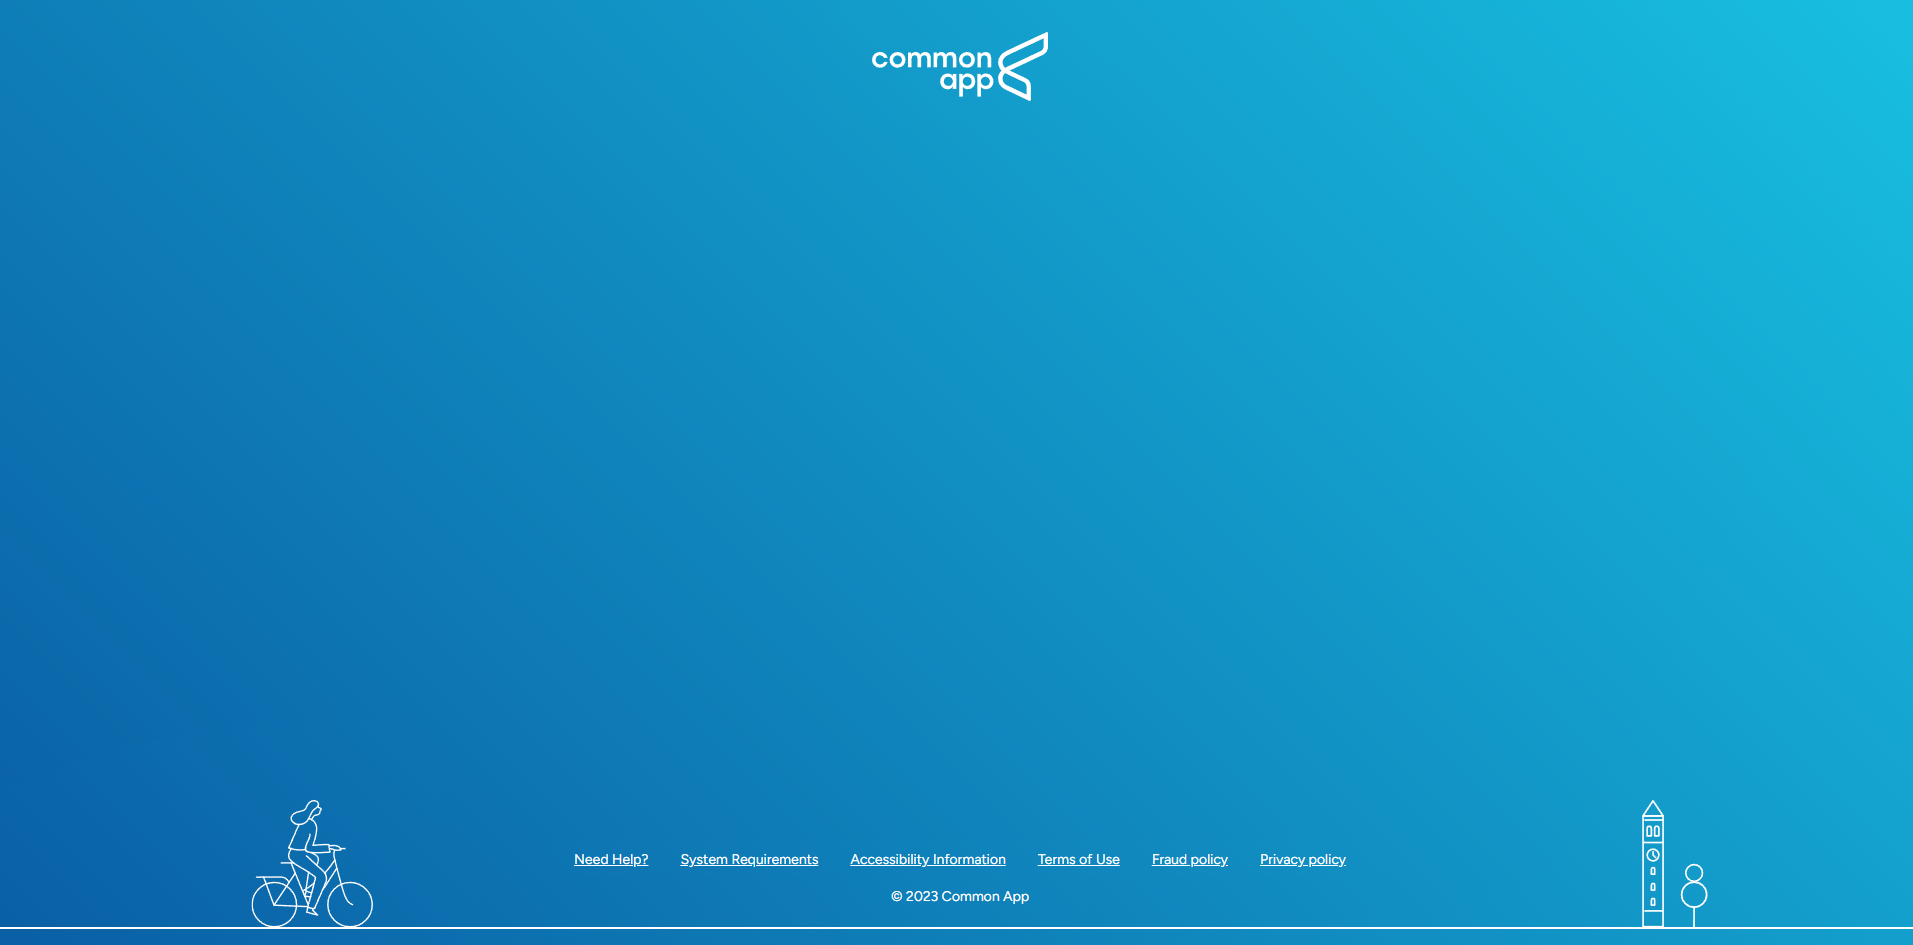 common
app
Need Help? System Requirements Accessibility Information Terms of Use Fraud policy Privacy policy
© 2023 Common App